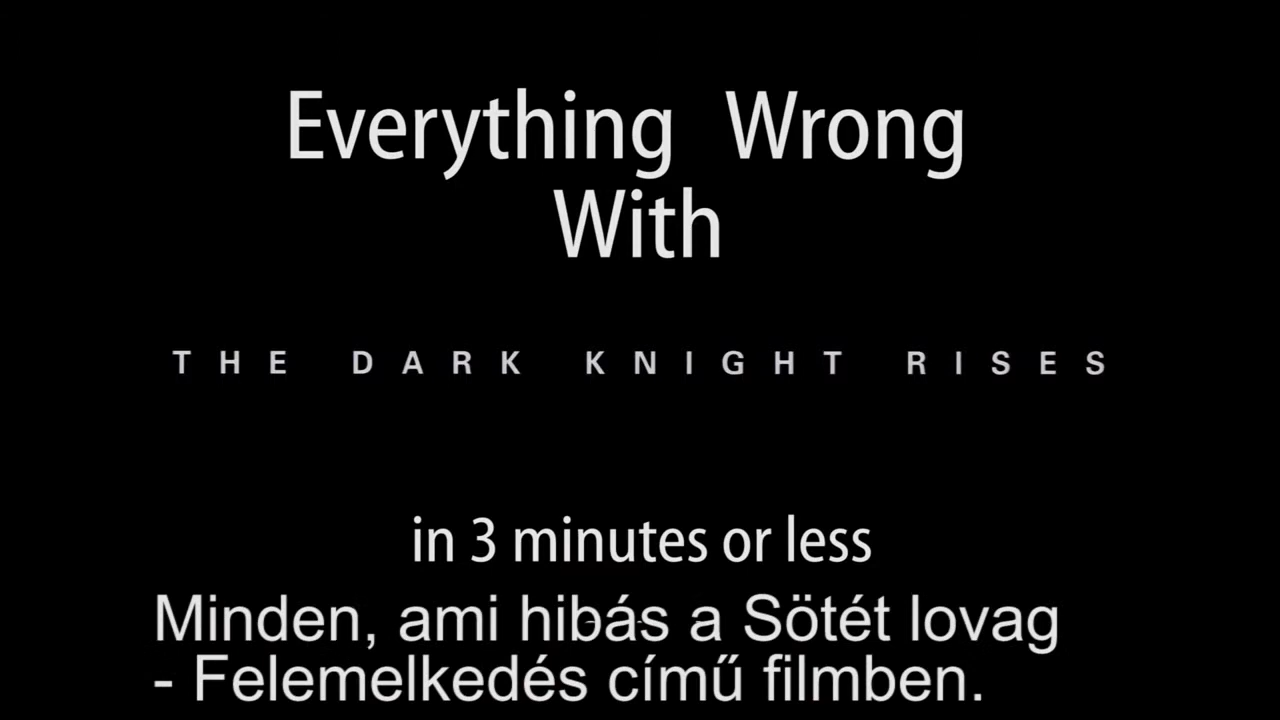 Everything Wrong
With
THE DARK KNIGHT RISES
in 3 minutes or less
Minden, ami hibás a Sötét lovag
- Felemelkedés című filmben.